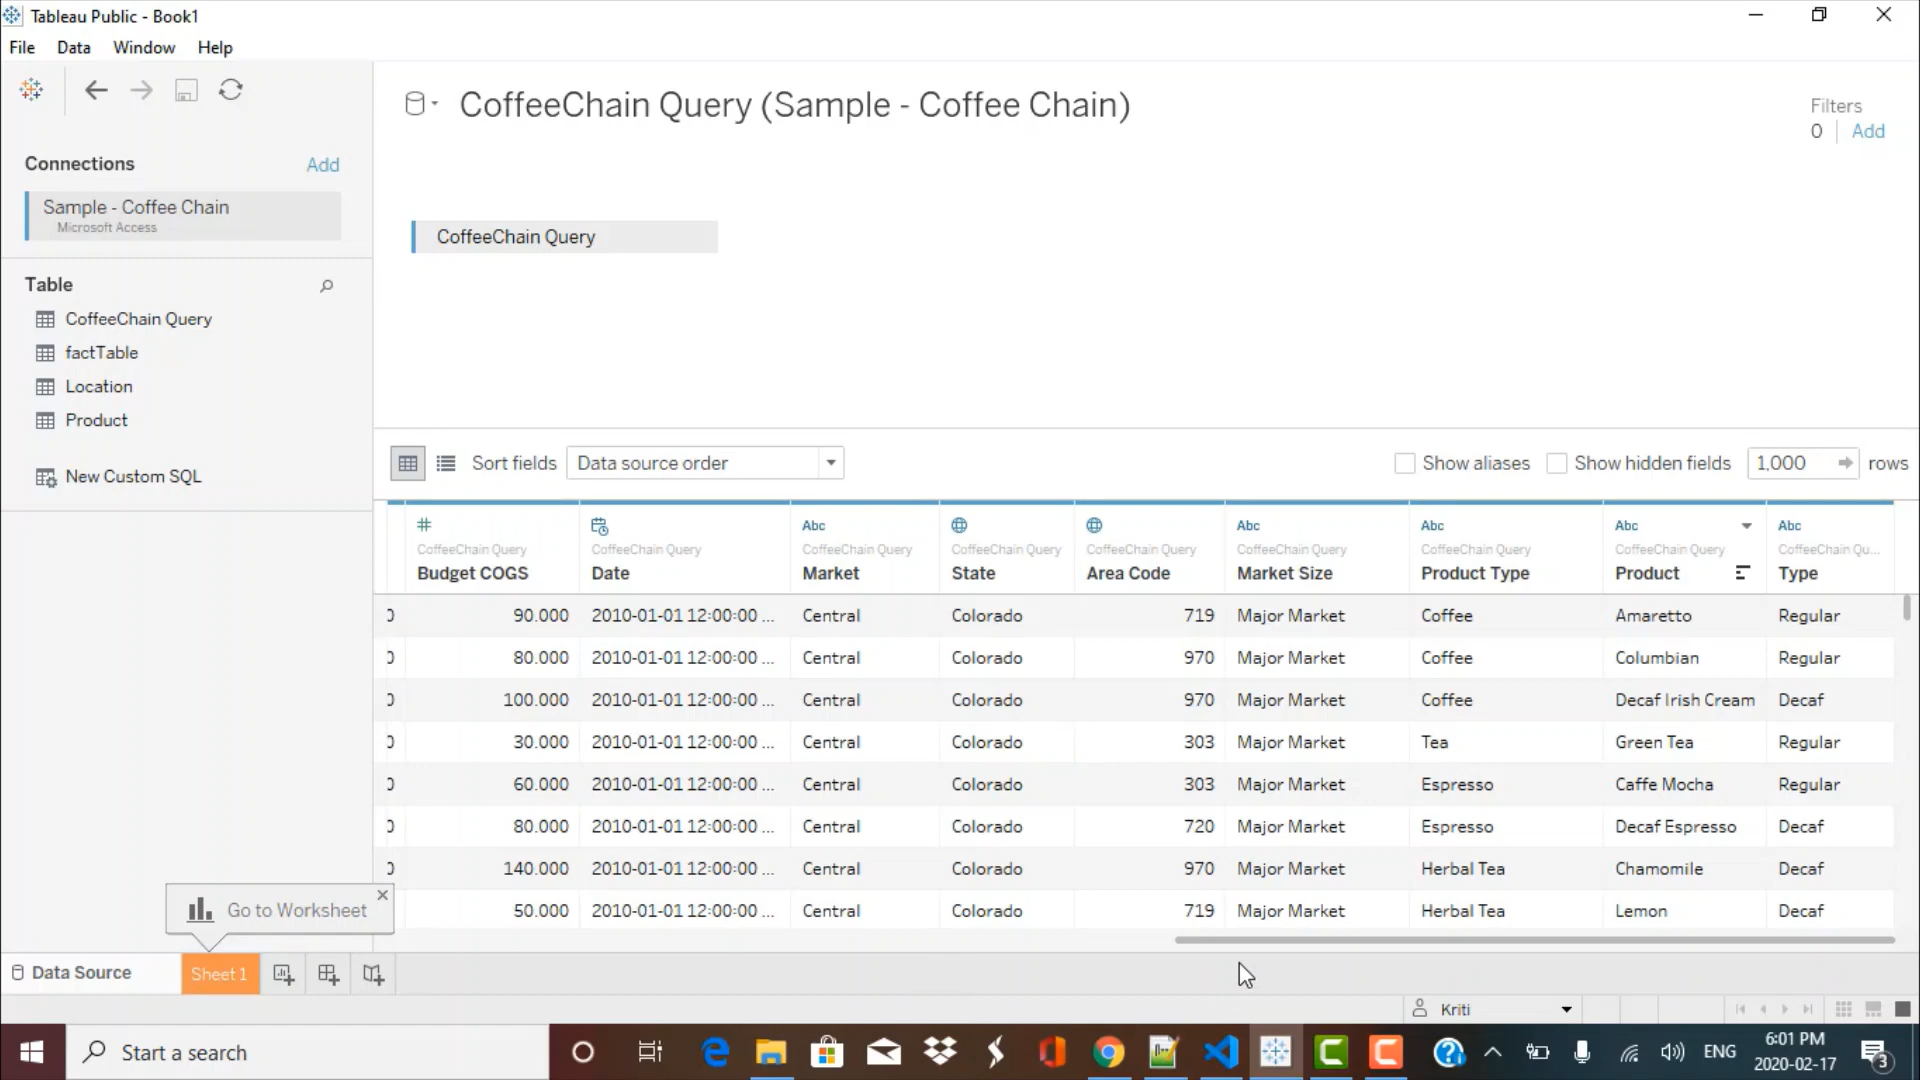 Tableau Public - Book1
File Data Window Help
Connections Add
Sample - Coffee Chain
Microsoft Access
Table
CoffeeChain Query
factTable
Location
Product
New Custom SQL
CoffeeChain Query (Sample - Coffee Chain)
Filters
0 Add
CoffeeChain Query
Sort fields Data source order Show aliases Show hidden fields 1,000 rows
# Abc Abc Abc Abc Abc
CoffeeChain Query CoffeeChain Query CoffeeChain Query CoffeeChain Query CoffeeChain Query CoffeeChain Query CoffeeChain Query CoffeeChain Query CoffeeChain Qu...
Budget COGS Date Market State Area Code Market Size Product Type Product Type
90.000 2010-01-01 12:00:00 ... Central Colorado 719 Major Market Coffee Amaretto Regular
80.000 2010-01-01 12:00:00 ... Central Colorado 970 Major Market Coffee Columbian Regular
100.000 2010-01-01 12:00:00 ... Central Colorado 970 Major Market Coffee Decaf Irish Cream Decaf
30.000 2010-01-01 12:00:00 ... Central Colorado 303 Major Market Tea Green Tea Regular
60.000 2010-01-01 12:00:00 ... Central Colorado 303 Major Market Espresso Caffe Mocha Regular
80.000 2010-01-01 12:00:00 ... Central Colorado 720 Major Market Espresso Decaf Espresso Decaf
140.000 2010-01-01 12:00:00 ... Central Colorado 970 Major Market Herbal Tea Chamomile Decaf
50.000 2010-01-01 12:00:00 ... Central Colorado 719 Major Market Herbal Tea Lemon Decaf
Go to Worksheet
Data Source Sheet 1
Kriti
Start a search
ENG
6:01 PM
2020-02-17
3